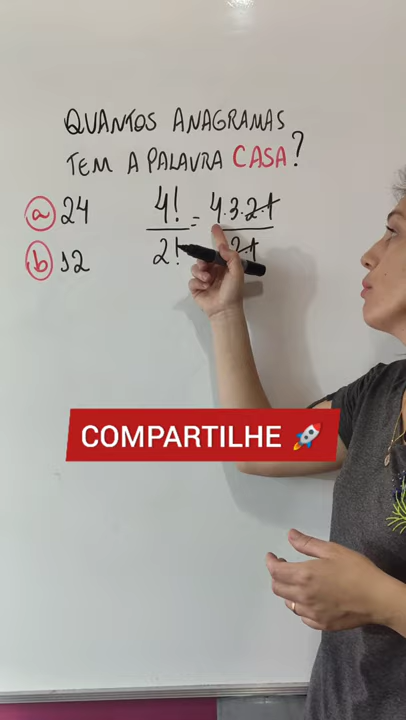 QUANTOS ANAGRAMAS
TEM A PALAVRA CASA?
a 24
b 12
4! / 2! = 4.3.2.1 / 2.1
COMPARTILHE 🚀